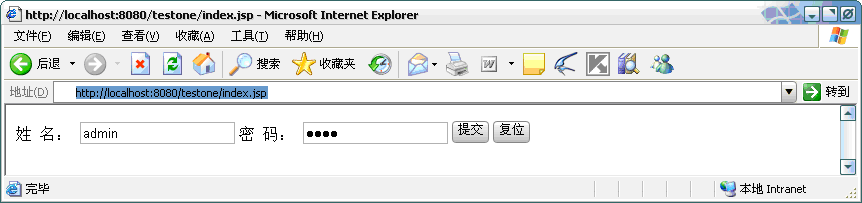 http://localhost:8080/testone/index.jsp - Microsoft Internet Explorer
文件(F) 编辑(E) 查看(V) 收藏(A) 工具(T) 帮助(H)
后退 搜索 收藏夹 W
地址(D) http://localhost:8080/testone/index.jsp 转到
姓 名： admin 密 码： ●●●● 提交 复位
完毕 本地 Intranet